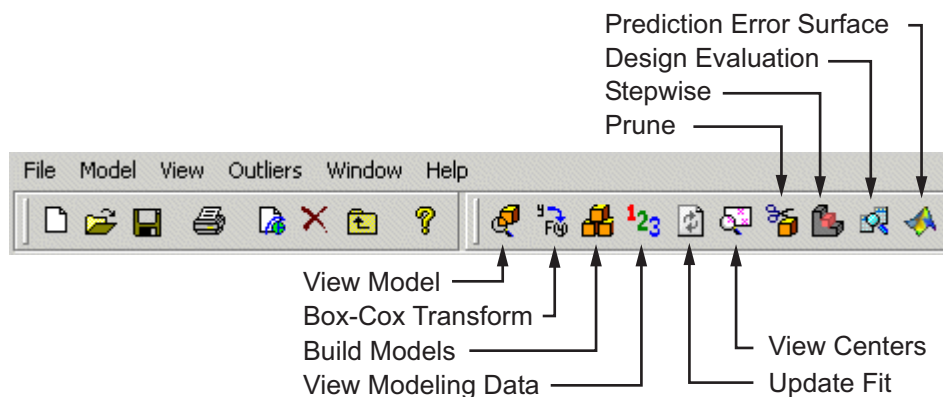 Prediction Error Surface
Design Evaluation
Stepwise
Prune
File Model View Outliers Window Help
y F(y)
123
View Model
Box-Cox Transform
Build Models
View Modeling Data
View Centers
Update Fit